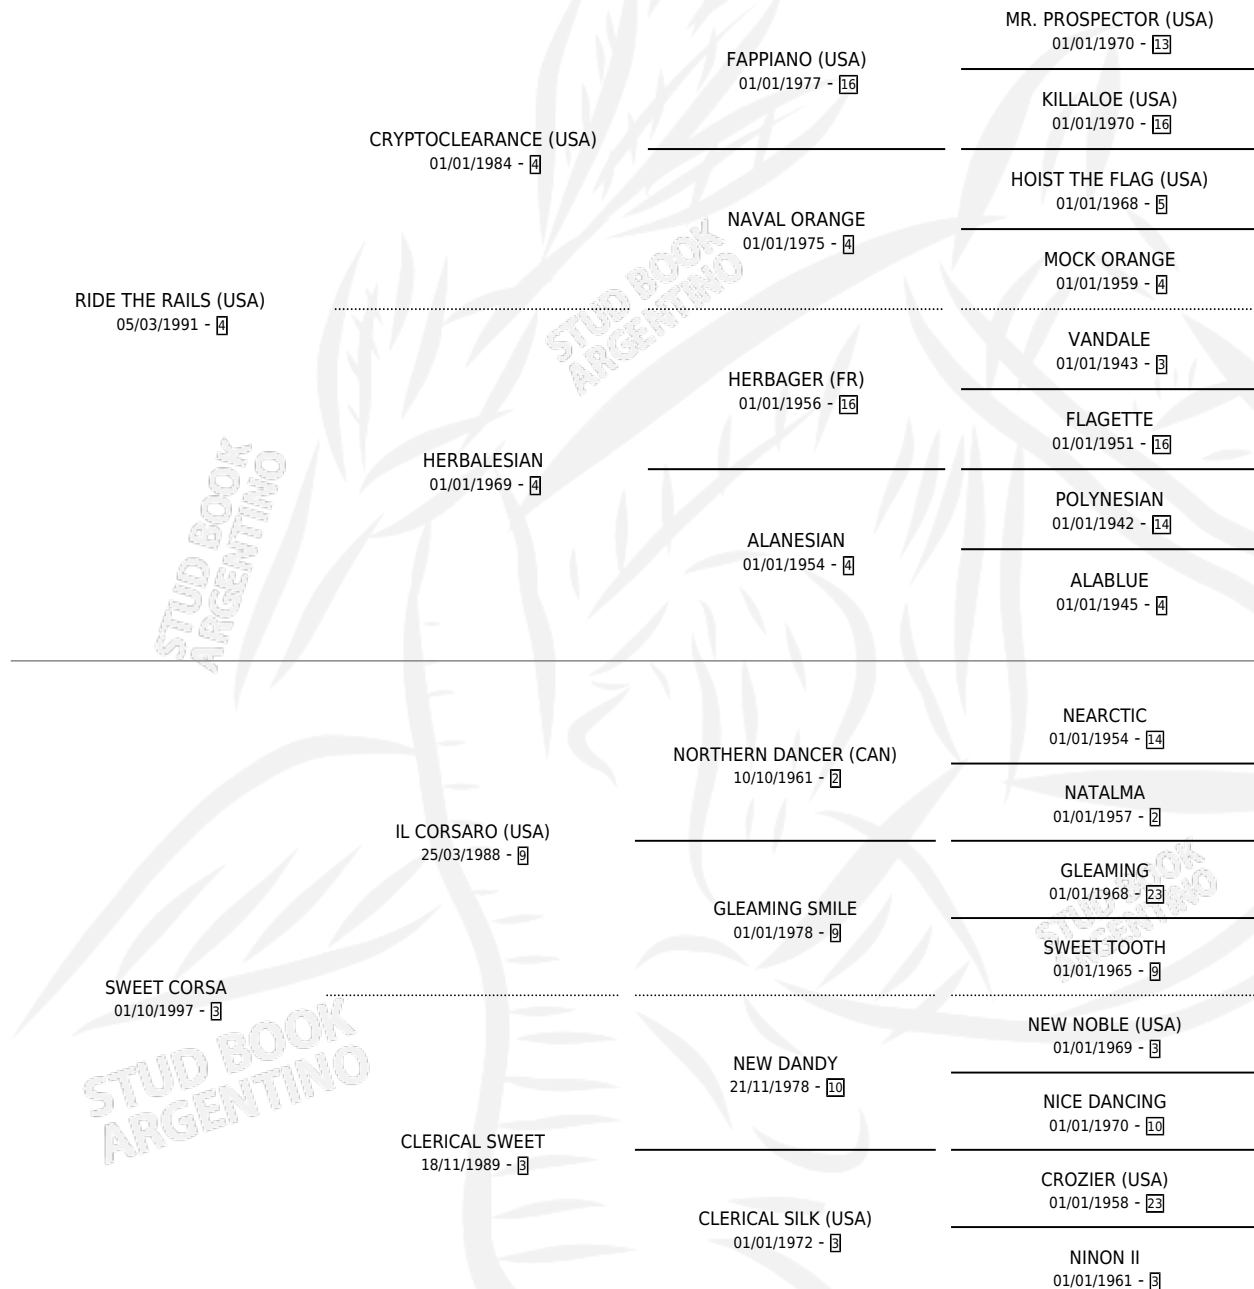 RIDE THE RAILS (USA)
05/03/1991 - 4
CRYPTOCLEARANCE (USA)
01/01/1984 - 4
HERBALESIAN
01/01/1969 - 4
FAPPIANO (USA)
01/01/1977 - 16
NAVAL ORANGE
01/01/1975 - 4
HERBAGER (FR)
01/01/1956 - 16
ALANESIAN
01/01/1954 - 4
MR. PROSPECTOR (USA)
01/01/1970 - 13
KILLALOE (USA)
01/01/1970 - 16
HOIST THE FLAG (USA)
01/01/1968 - 5
MOCK ORANGE
01/01/1959 - 4
VANDALE
01/01/1943 - 3
FLAGETTE
01/01/1951 - 16
POLYNESIAN
01/01/1942 - 14
ALABLUE
01/01/1945 - 4
SWEET CORSA
01/10/1997 - 3
IL CORSARO (USA)
25/03/1988 - 9
CLERICAL SWEET
18/11/1989 - 3
NORTHERN DANCER (CAN)
10/10/1961 - 2
GLEAMING SMILE
01/01/1978 - 9
NEW DANDY
21/11/1978 - 10
CLERICAL SILK (USA)
01/01/1972 - 3
NEARCTIC
01/01/1954 - 14
NATALMA
01/01/1957 - 2
GLEAMING
01/01/1968 - 23
SWEET TOOTH
01/01/1965 - 9
NEW NOBLE (USA)
01/01/1969 - 3
NICE DANCING
01/01/1970 - 10
CROZIER (USA)
01/01/1958 - 23
NINON II
01/01/1961 - 3
STUD BOOK
ARGENTINO
STUD BOOK
ARGENTINO
STUD BOOK
ARGENTINO
STUD BOOK
ARGENTINO